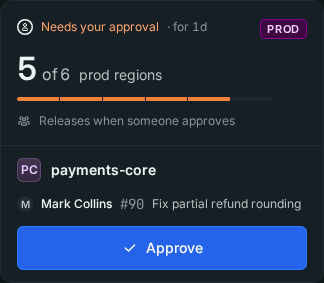 Needs your approval · for 1d PROD
5 of 6 prod regions
Releases when someone approves
PC payments-core
M Mark Collins #90 Fix partial refund rounding
Approve